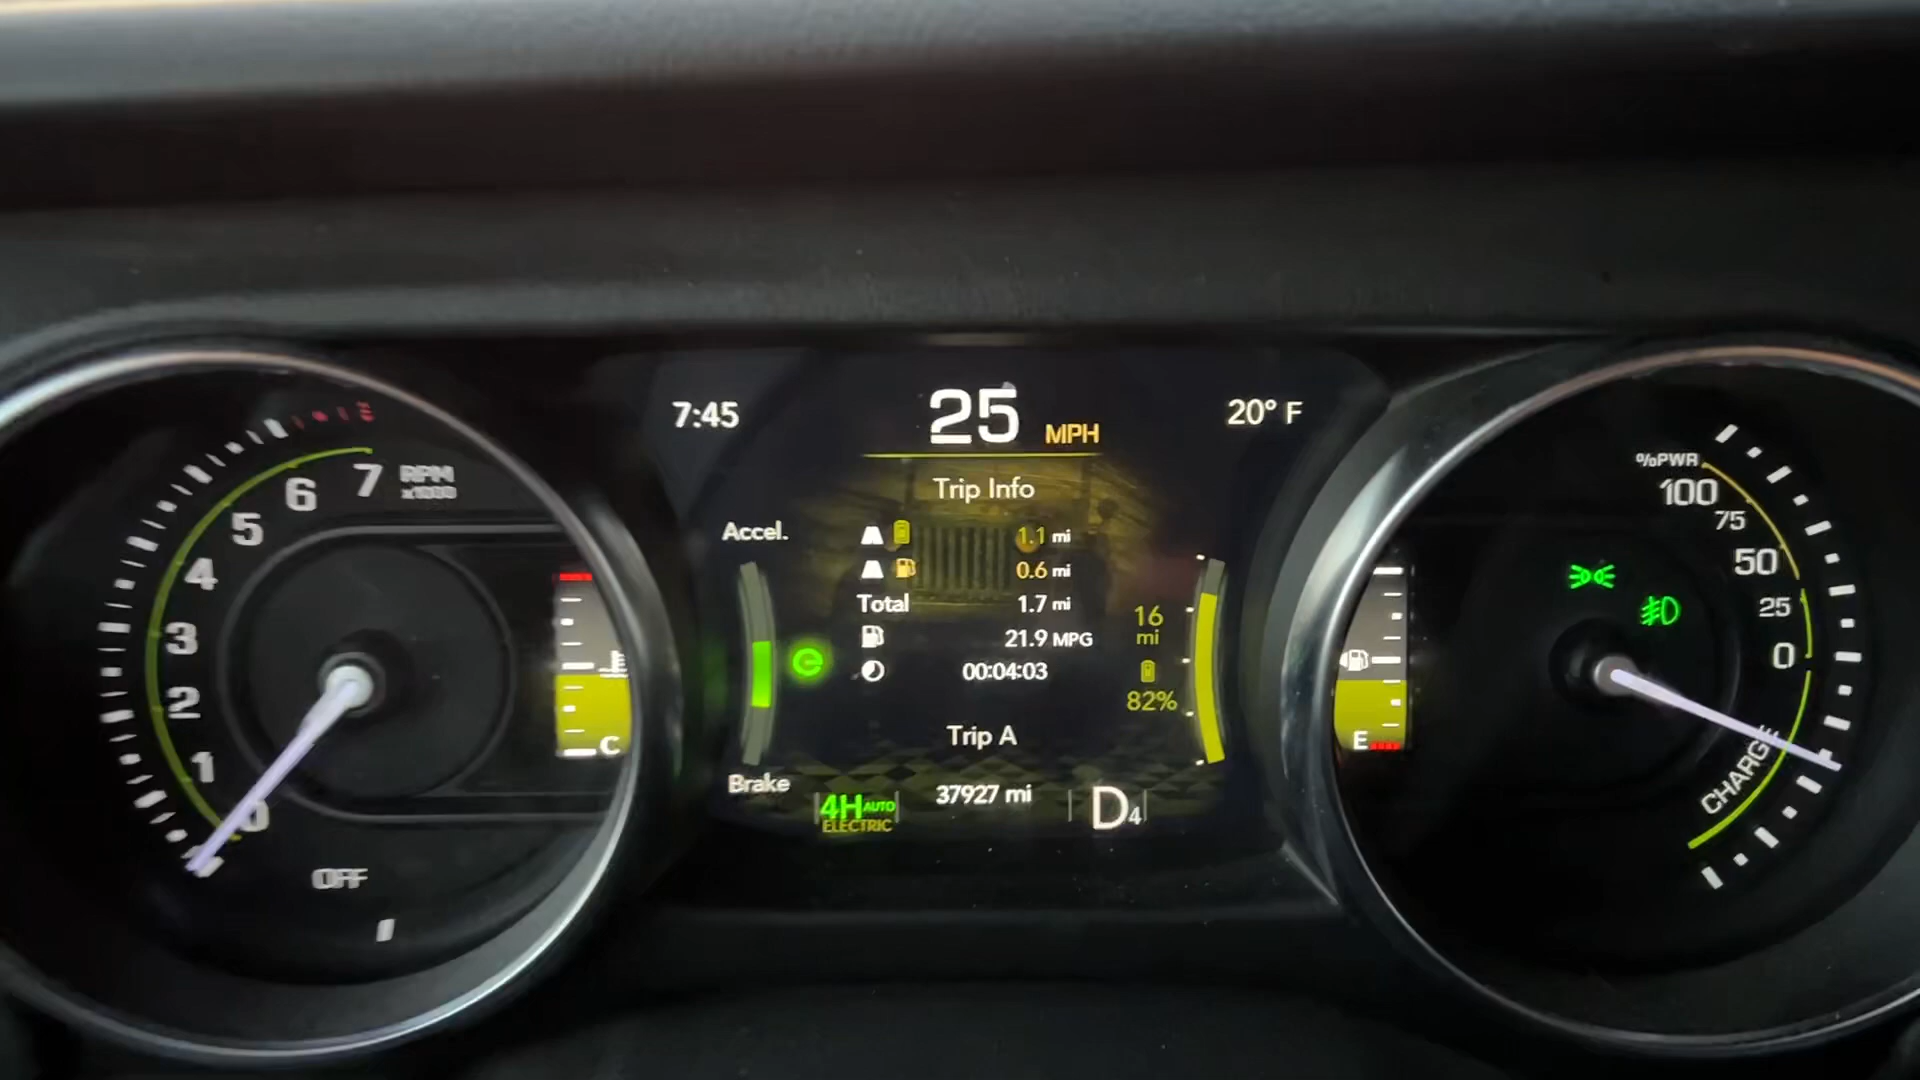 7:45
25 MPH
20° F
Trip Info
1.1 mi
0.6 mi
Total 1.7 mi
21.9 MPG
00:04:03
Trip A
37927 mi
Accel.
Brake
4H AUTO
ELECTRIC
D4
16
mi
82%
7 RPM
x1000
6
5
4
3
2
1
0
OFF
C
E
%PWR
100
75
50
25
0
CHARGE